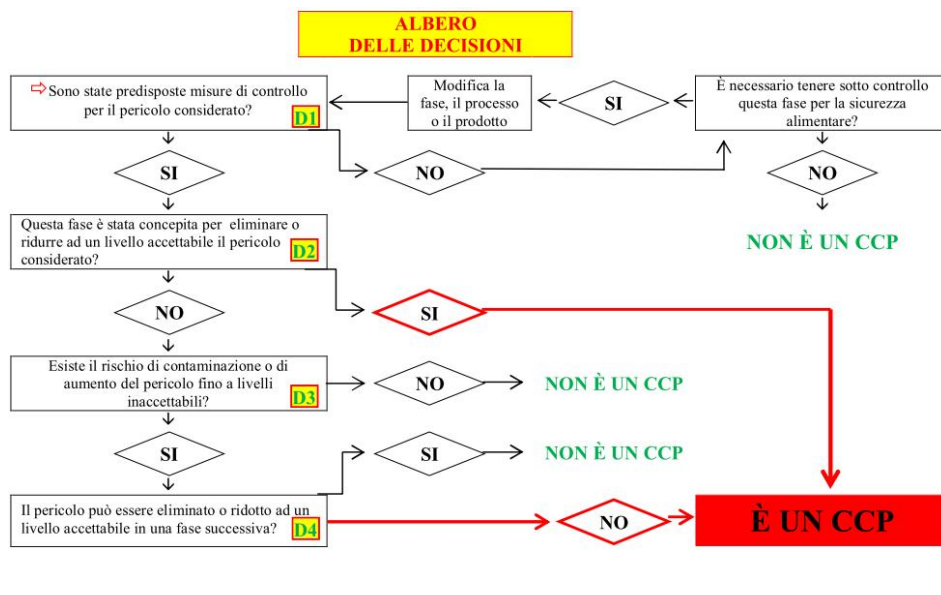 ALBERO
DELLE DECISIONI
⇨ Sono state predisposte misure di controllo
per il pericolo considerato?
D1
Modifica la
fase, il processo
o il prodotto
SI
È necessario tenere sotto controllo
questa fase per la sicurezza
alimentare?
SI
NO
NO
Questa fase è stata concepita per eliminare o
ridurre ad un livello accettabile il pericolo
considerato?
D2
NON È UN CCP
NO
SI
Esiste il rischio di contaminazione o di
aumento del pericolo fino a livelli
inaccettabili?
D3
NO
NON È UN CCP
SI
SI
NON È UN CCP
Il pericolo può essere eliminato o ridotto ad un
livello accettabile in una fase successiva?
D4
NO
È UN CCP